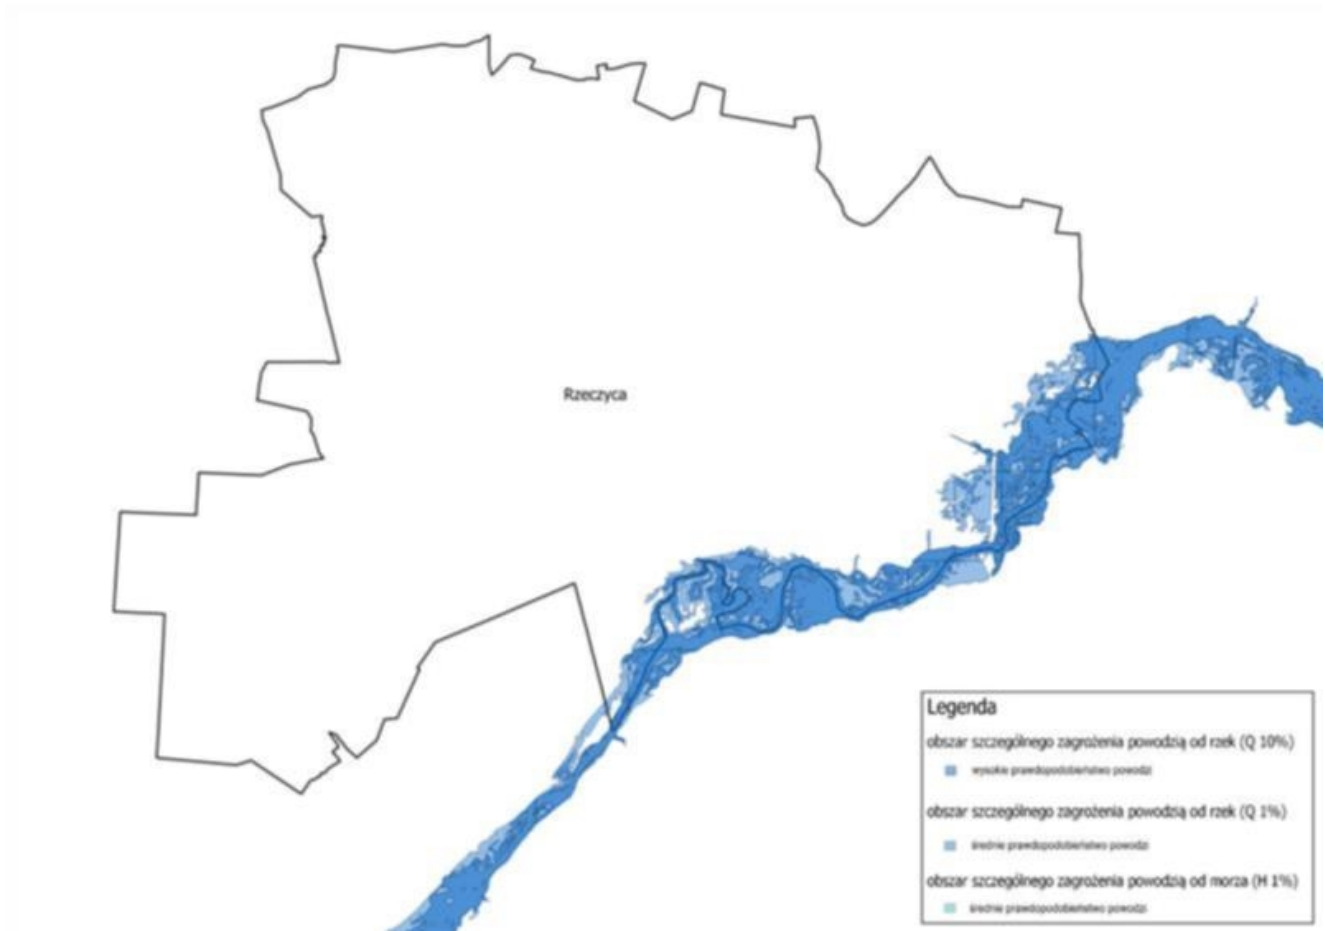 Rzeczyca
Legenda
obszar szczególnego zagrożenia powodzią od rzek (Q 10%)
wysokie prawdopodobieństwo powodzi
obszar szczególnego zagrożenia powodzią od rzek (Q 1%)
średnie prawdopodobieństwo powodzi
obszar szczególnego zagrożenia powodzią od morza (H 1%)
średnie prawdopodobieństwo powodzi